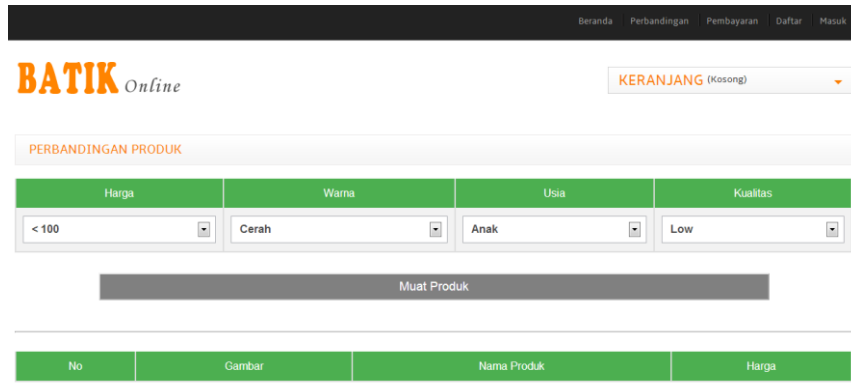 Beranda Perbandingan Pembayaran Daftar Masuk
BATIK Online
KERANJANG (Kosong)
PERBANDINGAN PRODUK
Harga Warna Usia Kualitas
< 100 Cerah Anak Low
Muat Produk
No Gambar Nama Produk Harga